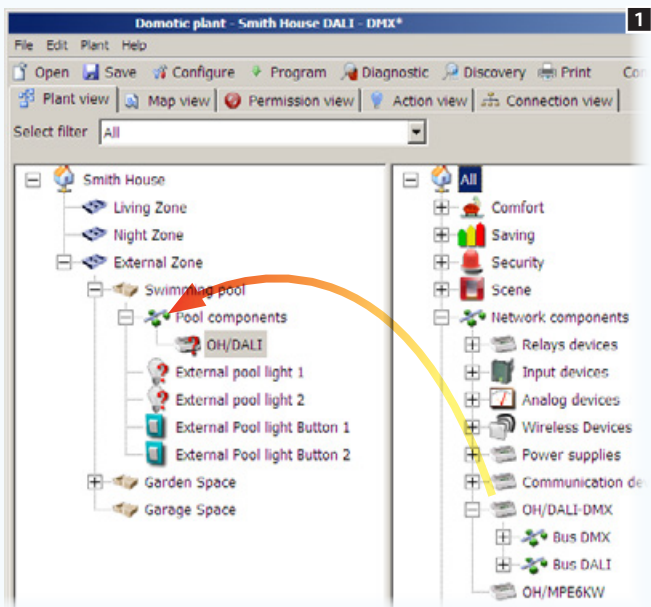 Domotic plant - Smith House DALI - DMX*
1
File Edit Plant Help
Open Save Configure Program Diagnostic Discovery Print
Plant view Map view Permission view Action view Connection view
Select filter All
Smith House
Living Zone
Night Zone
External Zone
Swimming pool
Pool components
OH/DALI
External pool light 1
External pool light 2
External Pool light Button 1
External Pool light Button 2
Garden Space
Garage Space
All
Comfort
Saving
Security
Scene
Network components
Relays devices
Input devices
Analog devices
Wireless Devices
Power supplies
Communication de
OH/DALI-DMX
Bus DMX
Bus DALI
OH/MPE6KW